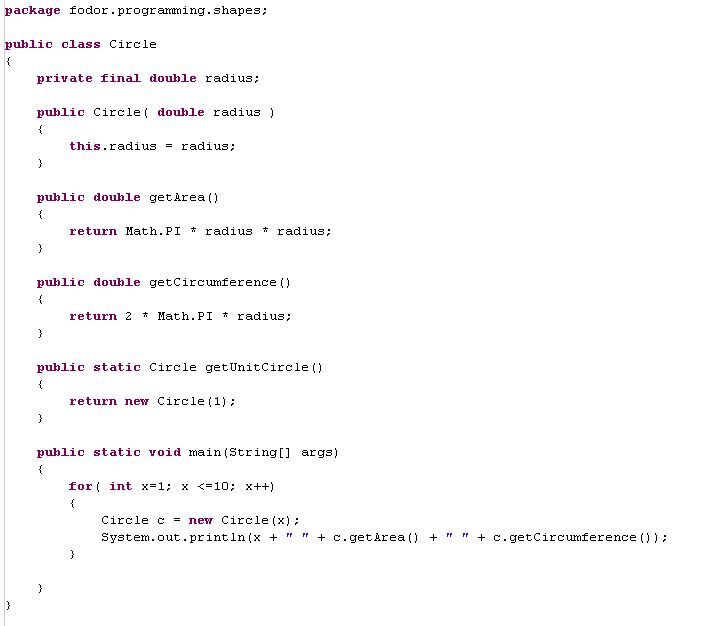 package fodor.programming.shapes;
public class Circle
{
    private final double radius;
    public Circle( double radius )
    {
        this.radius = radius;
    }
    public double getArea()
    {
        return Math.PI * radius * radius;
    }
    public double getCircumference()
    {
        return 2 * Math.PI * radius;
    }
    public static Circle getUnitCircle()
    {
        return new Circle(1);
    }
    public static void main(String[] args)
    {
        for( int x=1; x <=10; x++)
        {
            Circle c = new Circle(x);
            System.out.println(x + " " + c.getArea() + " " + c.getCircumference());
        }
    }
}